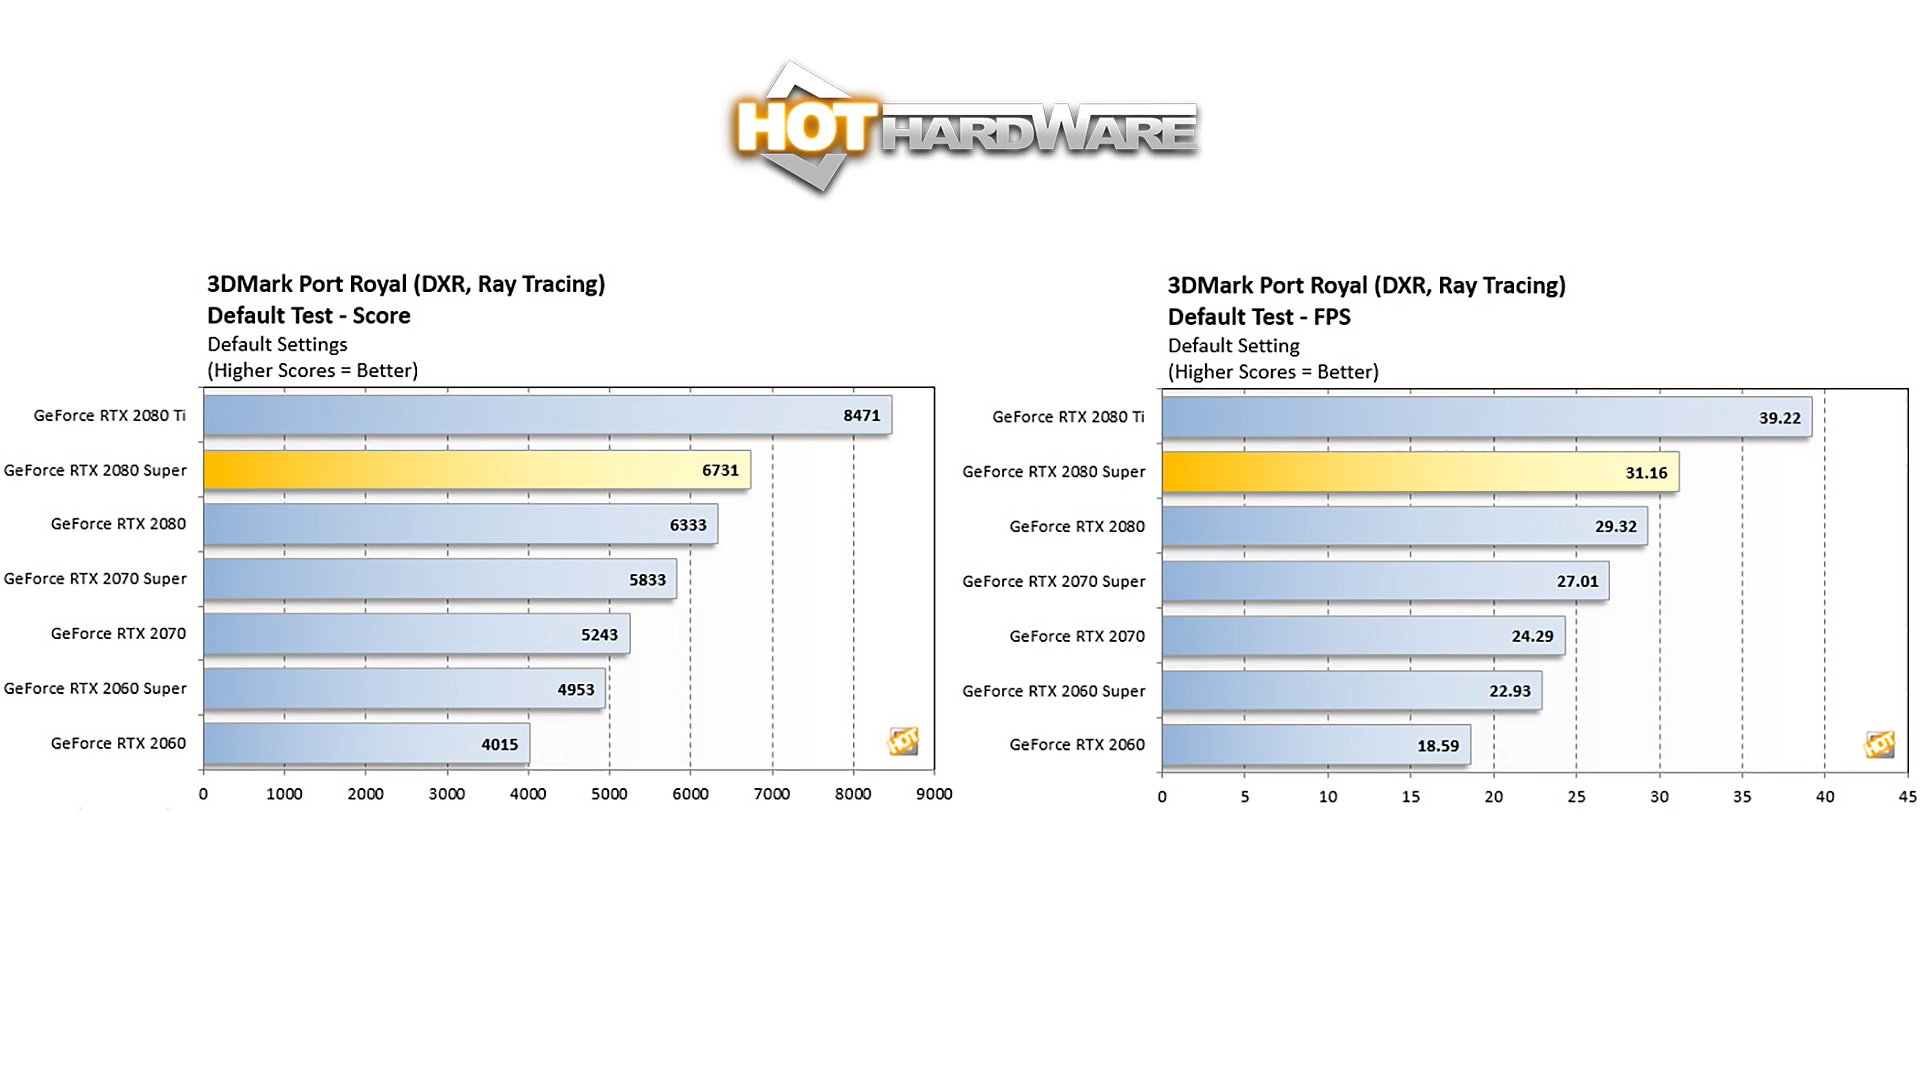 HOTHARDWARE
3DMark Port Royal (DXR, Ray Tracing)
Default Test - Score
Default Settings
(Higher Scores = Better)
GeForce RTX 2080 Ti 8471
GeForce RTX 2080 Super 6731
GeForce RTX 2080 6333
GeForce RTX 2070 Super 5833
GeForce RTX 2070 5243
GeForce RTX 2060 Super 4953
GeForce RTX 2060 4015
HOT
0 1000 2000 3000 4000 5000 6000 7000 8000 9000
3DMark Port Royal (DXR, Ray Tracing)
Default Test - FPS
Default Setting
(Higher Scores = Better)
GeForce RTX 2080 Ti 39.22
GeForce RTX 2080 Super 31.16
GeForce RTX 2080 29.32
GeForce RTX 2070 Super 27.01
GeForce RTX 2070 24.29
GeForce RTX 2060 Super 22.93
GeForce RTX 2060 18.59
HOT
0 5 10 15 20 25 30 35 40 45